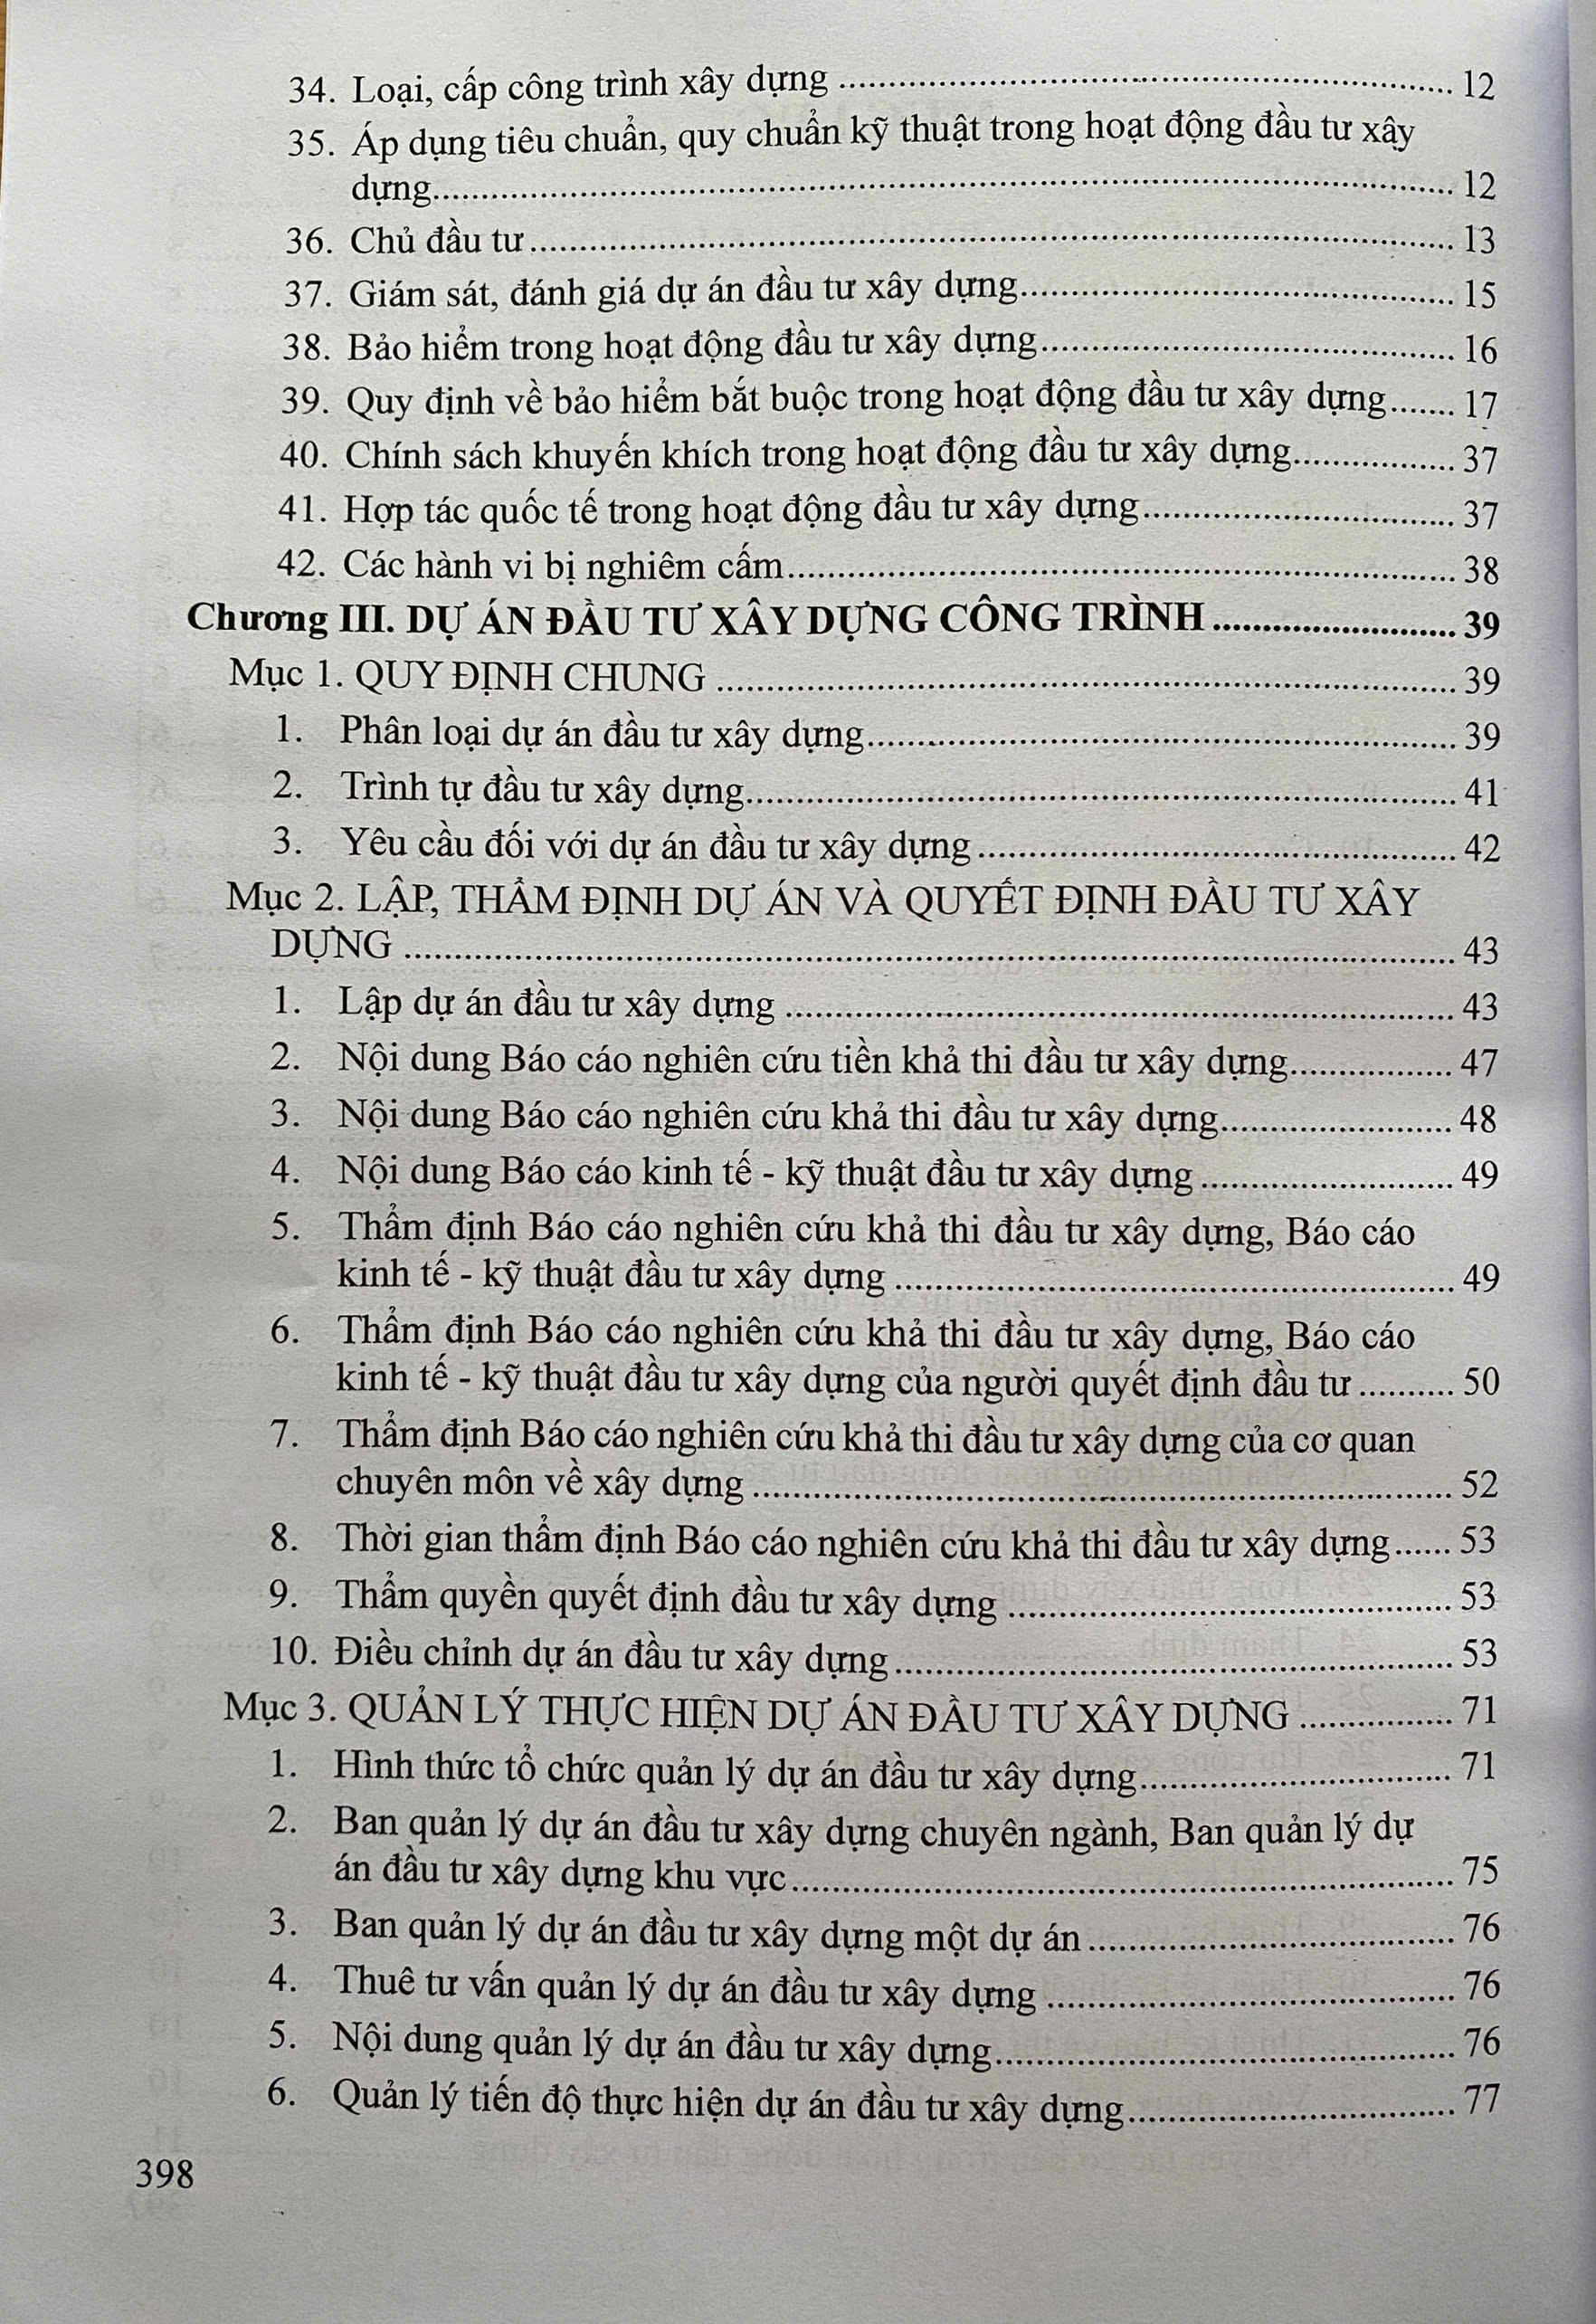 34. Loại, cấp công trình xây dựng ........ 12
35. Áp dụng tiêu chuẩn, quy chuẩn kỹ thuật trong hoạt động đầu tư xây
dựng........ 12
36. Chủ đầu tư ........ 13
37. Giám sát, đánh giá dự án đầu tư xây dựng........ 15
38. Bảo hiểm trong hoạt động đầu tư xây dựng........ 16
39. Quy định về bảo hiểm bắt buộc trong hoạt động đầu tư xây dựng....... 17
40. Chính sách khuyến khích trong hoạt động đầu tư xây dựng........ 37
41. Hợp tác quốc tế trong hoạt động đầu tư xây dựng........ 37
42. Các hành vi bị nghiêm cấm........ 38
Chương III. DỰ ÁN ĐẦU TƯ XÂY DỰNG CÔNG TRÌNH ........ 39
Mục 1. QUY ĐỊNH CHUNG ........ 39
1. Phân loại dự án đầu tư xây dựng........ 39
2. Trình tự đầu tư xây dựng........ 41
3. Yêu cầu đối với dự án đầu tư xây dựng ........ 42
Mục 2. LẬP, THẨM ĐỊNH DỰ ÁN VÀ QUYẾT ĐỊNH ĐẦU TƯ XÂY
DỰNG ........ 43
1. Lập dự án đầu tư xây dựng ........ 43
2. Nội dung Báo cáo nghiên cứu tiền khả thi đầu tư xây dựng........ 47
3. Nội dung Báo cáo nghiên cứu khả thi đầu tư xây dựng........ 48
4. Nội dung Báo cáo kinh tế - kỹ thuật đầu tư xây dựng ........ 49
5. Thẩm định Báo cáo nghiên cứu khả thi đầu tư xây dựng, Báo cáo
kinh tế - kỹ thuật đầu tư xây dựng ........ 49
6. Thẩm định Báo cáo nghiên cứu khả thi đầu tư xây dựng, Báo cáo
kinh tế - kỹ thuật đầu tư xây dựng của người quyết định đầu tư .......... 50
7. Thẩm định Báo cáo nghiên cứu khả thi đầu tư xây dựng của cơ quan
chuyên môn về xây dựng ........ 52
8. Thời gian thẩm định Báo cáo nghiên cứu khả thi đầu tư xây dựng...... 53
9. Thẩm quyền quyết định đầu tư xây dựng ........ 53
10. Điều chỉnh dự án đầu tư xây dựng ........ 53
Mục 3. QUẢN LÝ THỰC HIỆN DỰ ÁN ĐẦU TƯ XÂY DỰNG ........ 71
1. Hình thức tổ chức quản lý dự án đầu tư xây dựng........ 71
2. Ban quản lý dự án đầu tư xây dựng chuyên ngành, Ban quản lý dự
án đầu tư xây dựng khu vực........ 75
3. Ban quản lý dự án đầu tư xây dựng một dự án ........ 76
4. Thuê tư vấn quản lý dự án đầu tư xây dựng ........ 76
5. Nội dung quản lý dự án đầu tư xây dựng........ 76
6. Quản lý tiến độ thực hiện dự án đầu tư xây dựng........ 77
398